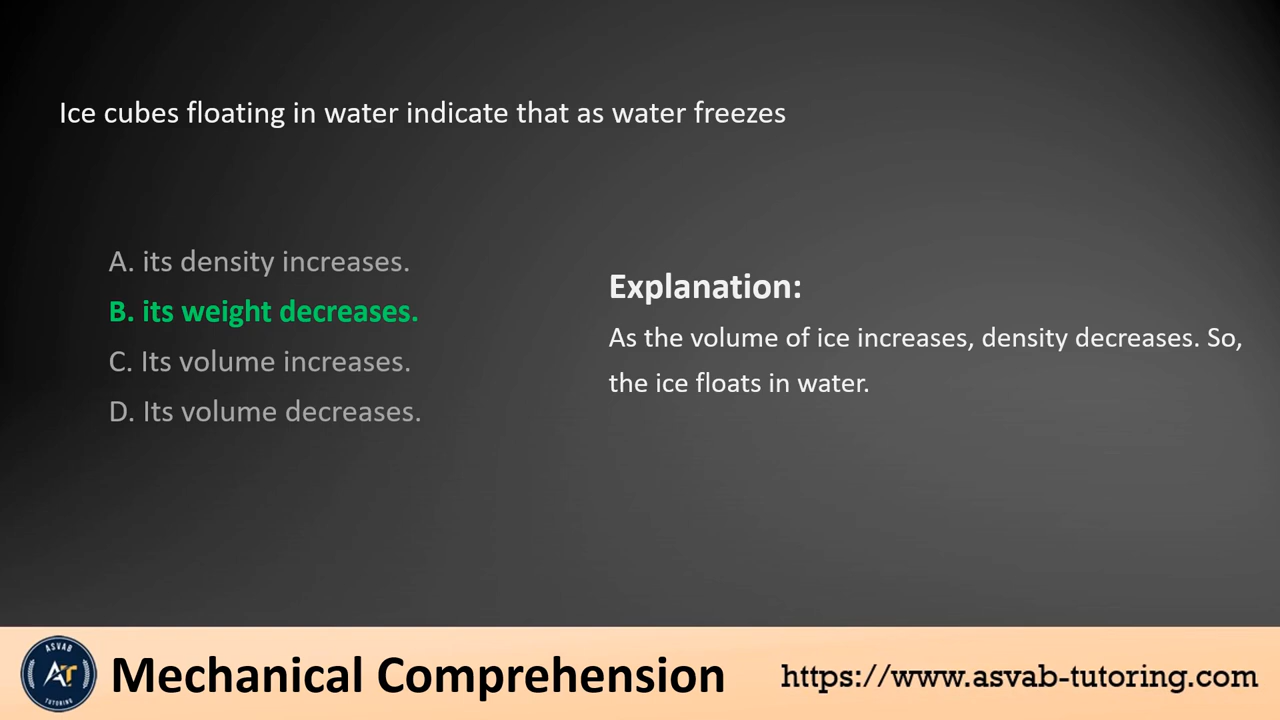 Ice cubes floating in water indicate that as water freezes
A. its density increases.
B. its weight decreases.
C. Its volume increases.
D. Its volume decreases.
Explanation:
As the volume of ice increases, density decreases. So,
the ice floats in water.
ASVAB
AT
TUTORING
Mechanical Comprehension
https://www.asvab-tutoring.com